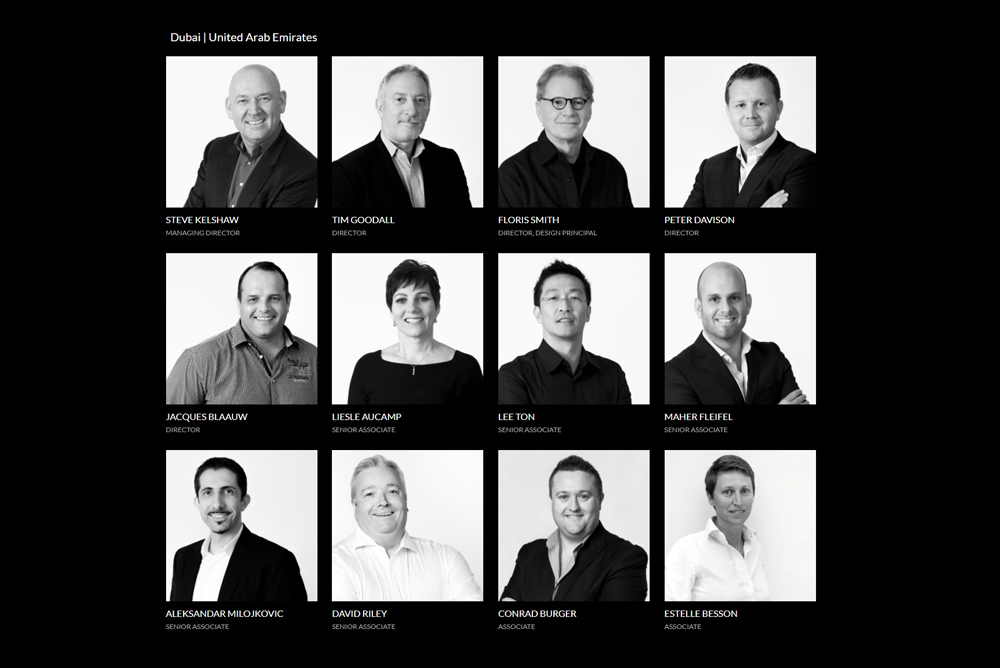 Dubai | United Arab Emirates
STEVE KELSHAW
MANAGING DIRECTOR
TIM GOODALL
DIRECTOR
FLORIS SMITH
DIRECTOR, DESIGN PRINCIPAL
PETER DAVISON
DIRECTOR
JACQUES BLAAUW
DIRECTOR
LIESLE AUCAMP
SENIOR ASSOCIATE
LEE TON
SENIOR ASSOCIATE
MAHER FLEIFEL
SENIOR ASSOCIATE
ALEKSANDAR MILOJKOVIC
SENIOR ASSOCIATE
DAVID RILEY
SENIOR ASSOCIATE
CONRAD BURGER
ASSOCIATE
ESTELLE BESSON
ASSOCIATE